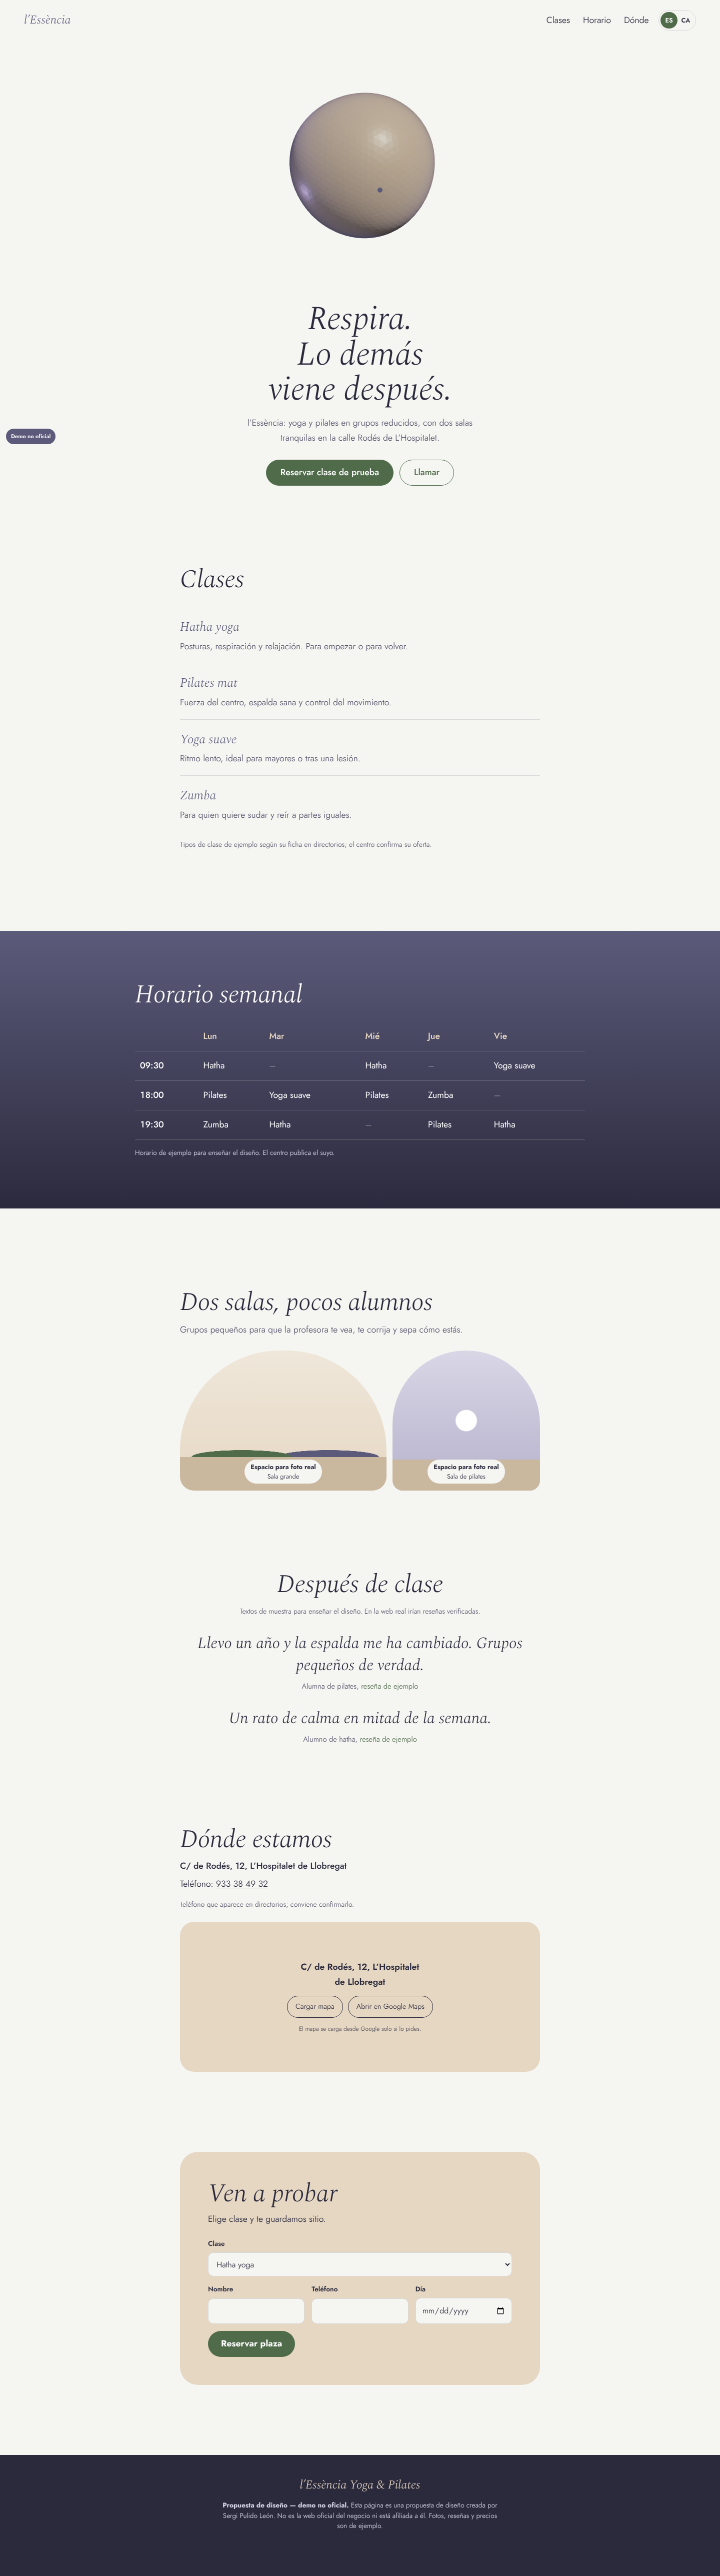 l'Essència
Clases Horario Dónde ES CA
Respira.
Lo demás
viene después.
l'Essència: yoga y pilates en grupos reducidos, con dos salas
tranquilas en la calle Rodés de L'Hospitalet.
Demo no oficial
Reservar clase de prueba Llamar
Clases
Hatha yoga
Posturas, respiración y relajación. Para empezar o para volver.
Pilates mat
Fuerza del centro, espalda sana y control del movimiento.
Yoga suave
Ritmo lento, ideal para mayores o tras una lesión.
Zumba
Para quien quiere sudar y reír a partes iguales.
Tipos de clase de ejemplo según su ficha en directorios; el centro confirma su oferta.
Horario semanal
Lun Mar Mié Jue Vie
09:30 Hatha – Hatha – Yoga suave
18:00 Pilates Yoga suave Pilates Zumba –
19:30 Zumba Hatha – Pilates Hatha
Horario de ejemplo para enseñar el diseño. El centro publica el suyo.
Dos salas, pocos alumnos
Grupos pequeños para que la profesora te vea, te corrija y sepa cómo estás.
Espacio para foto real
Sala grande
Espacio para foto real
Sala de pilates
Después de clase
Textos de muestra para enseñar el diseño. En la web real irían reseñas verificadas.
Llevo un año y la espalda me ha cambiado. Grupos
pequeños de verdad.
Alumna de pilates, reseña de ejemplo
Un rato de calma en mitad de la semana.
Alumno de hatha, reseña de ejemplo
Dónde estamos
C/ de Rodés, 12, L'Hospitalet de Llobregat
Teléfono: 933 38 49 32
Teléfono que aparece en directorios; conviene confirmarlo.
C/ de Rodés, 12, L'Hospitalet
de Llobregat
Cargar mapa Abrir en Google Maps
El mapa se carga desde Google solo si lo pides.
Ven a probar
Elige clase y te guardamos sitio.
Clase
Hatha yoga
Nombre Teléfono Día
mm/dd/yyyy
Reservar plaza
l'Essència Yoga & Pilates
Propuesta de diseño — demo no oficial. Esta página es una propuesta de diseño creada por
Sergi Pulido León. No es la web oficial del negocio ni está afiliada a él. Fotos, reseñas y precios
son de ejemplo.